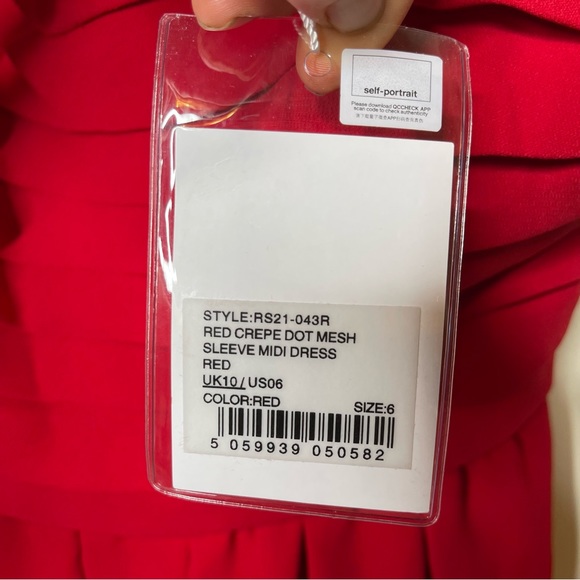 self-portrait
Please download QCCHECK APP
scan code to check authenticity
STYLE:RS21-043R
RED CREPE DOT MESH
SLEEVE MIDI DRESS
RED
UK10/US06
COLOR:RED SIZE:6
5 059939 050582